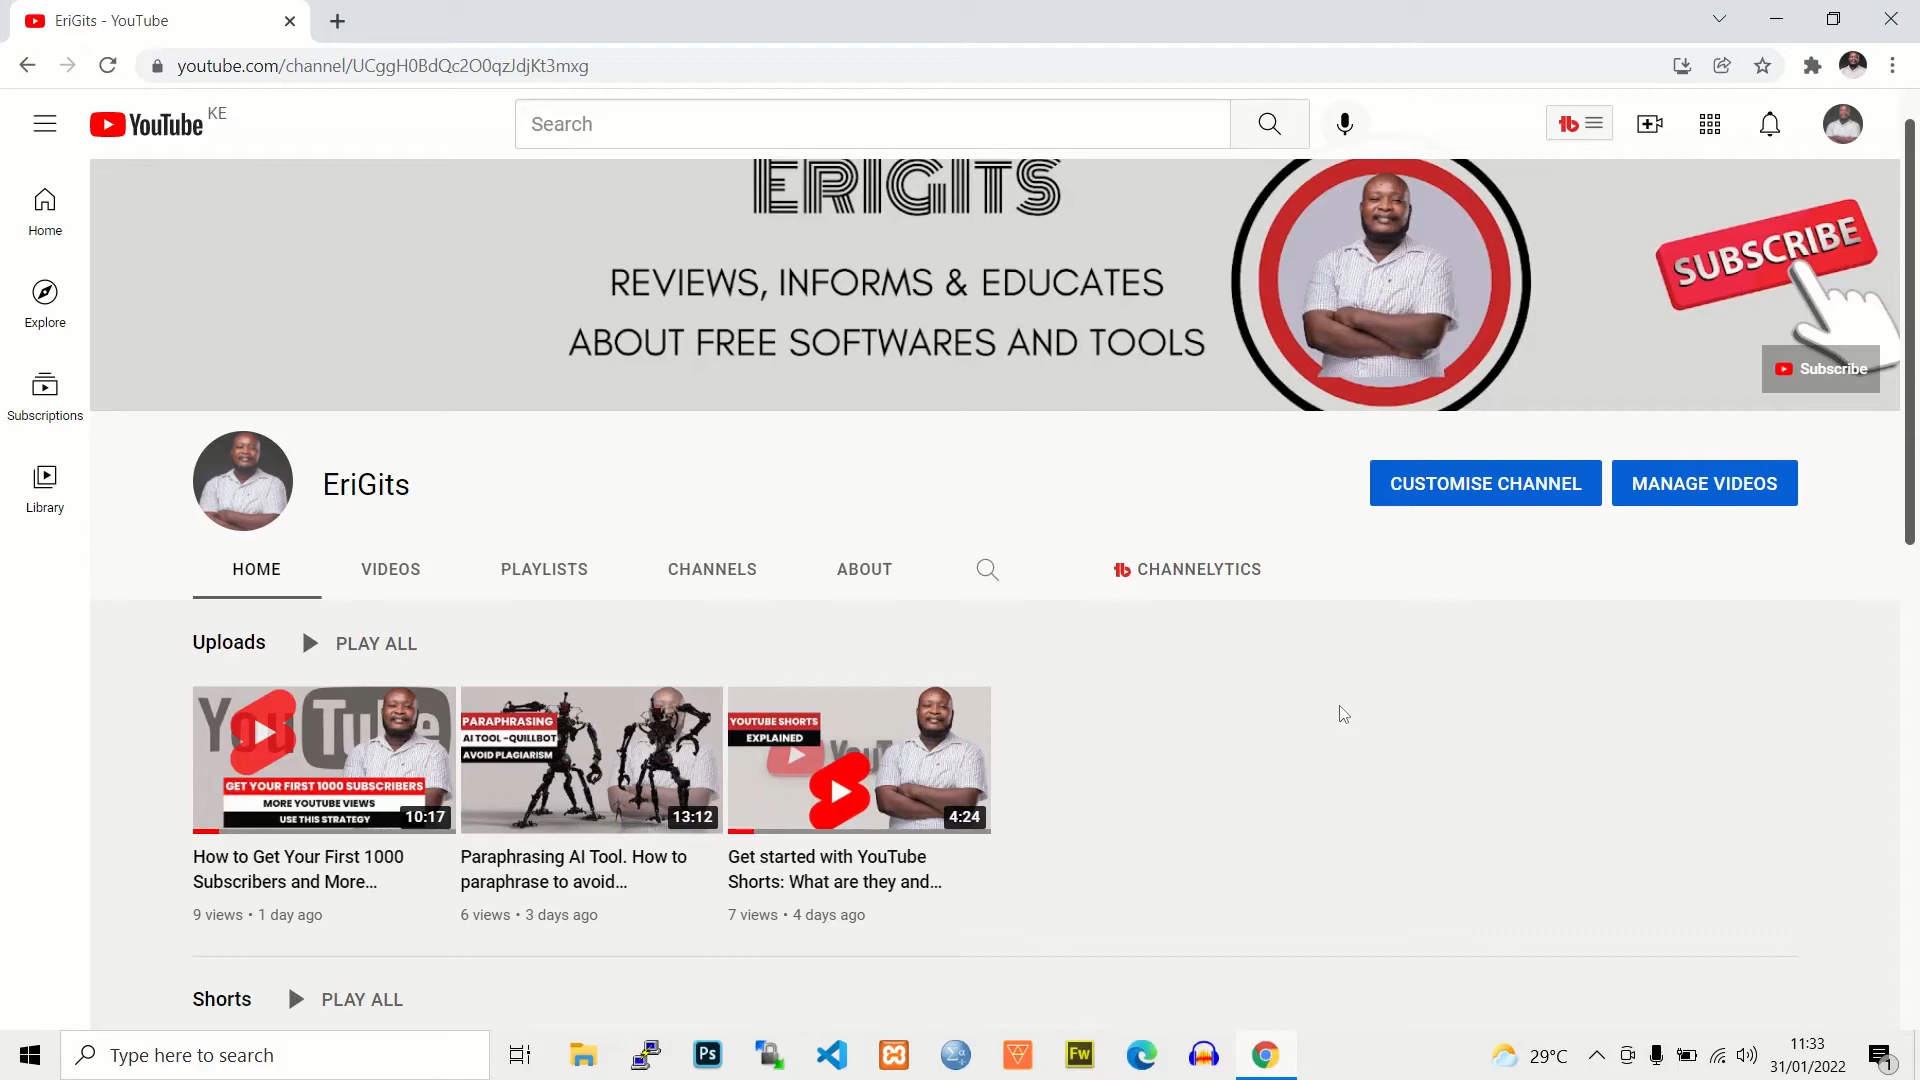 EriGits - YouTube
youtube.com/channel/UCggH0BdQc2O0qzJdjKt3mxg
YouTube KE
Search
Home
Explore
Subscriptions
Library
ERIGITS
REVIEWS, INFORMS & EDUCATES
ABOUT FREE SOFTWARES AND TOOLS
SUBSCRIBE
Subscribe
EriGits
CUSTOMISE CHANNEL
MANAGE VIDEOS
HOME
VIDEOS
PLAYLISTS
CHANNELS
ABOUT
CHANNELYTICS
Uploads
PLAY ALL
YouTube
GET YOUR FIRST 1000 SUBSCRIBERS
MORE YOUTUBE VIEWS
USE THIS STRATEGY
10:17
How to Get Your First 1000
Subscribers and More...
9 views • 1 day ago
PARAPHRASING
AI TOOL -QUILLBOT
AVOID PLAGIARISM
13:12
Paraphrasing AI Tool. How to
paraphrase to avoid...
6 views • 3 days ago
YOUTUBE SHORTS
EXPLAINED
4:24
Get started with YouTube
Shorts: What are they and...
7 views • 4 days ago
Shorts
PLAY ALL
Type here to search
Ps
Fw
29°C
11:33
31/01/2022
1